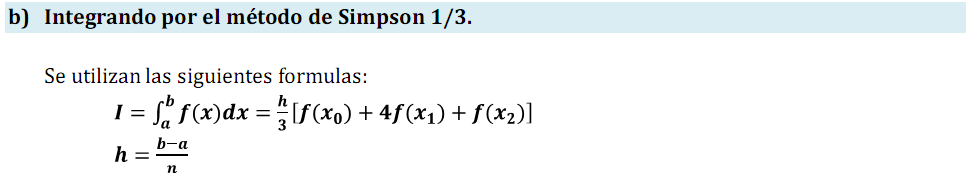 b) Integrando por el método de Simpson 1/3.
Se utilizan las siguientes formulas:
I = ∫ₐᵇ f(x)dx = h/3 [f(x₀) + 4f(x₁) + f(x₂)]
h = b−a/n